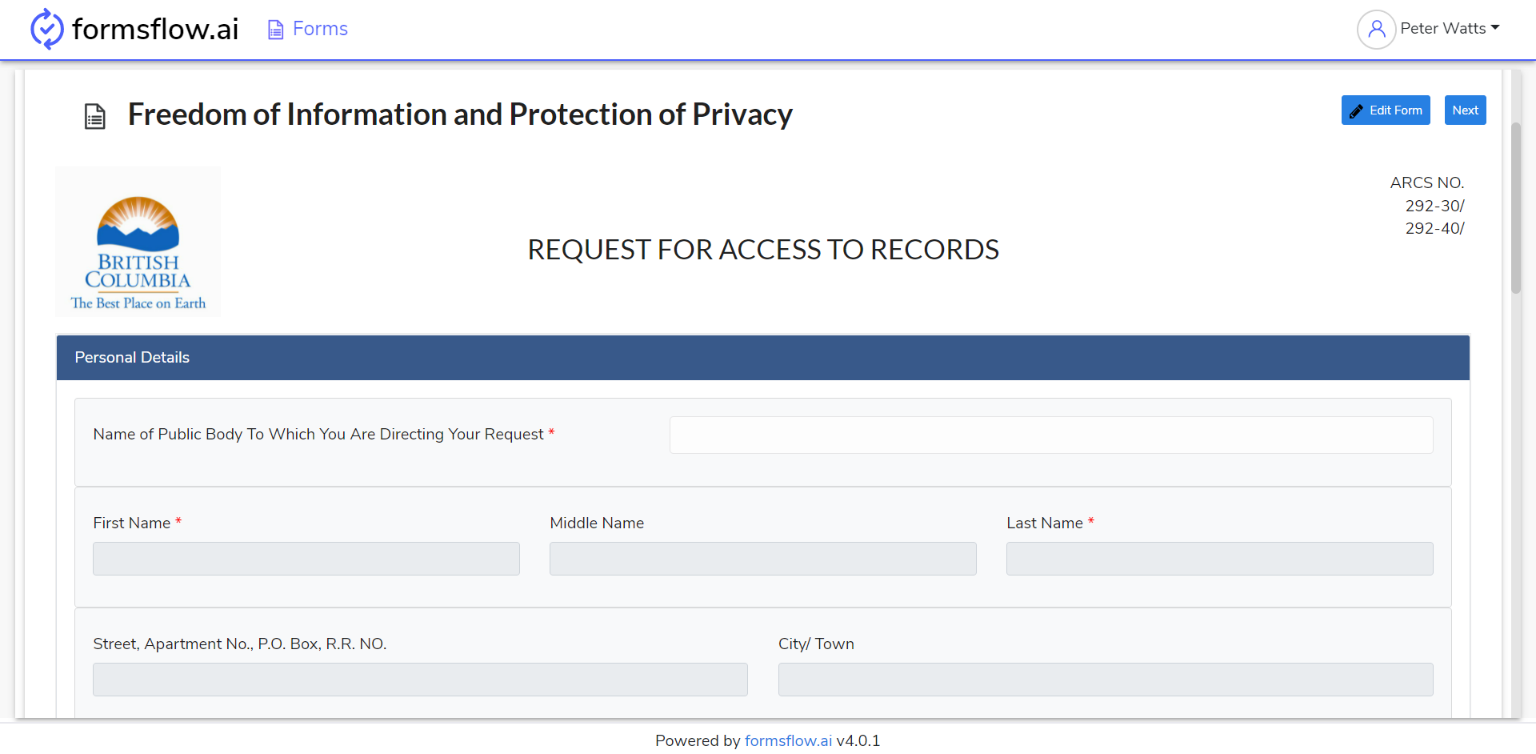 formsflow.ai
Forms
Peter Watts
Freedom of Information and Protection of Privacy
Edit Form
Next
BRITISH
COLUMBIA
The Best Place on Earth
REQUEST FOR ACCESS TO RECORDS
ARCS NO.
292-30/
292-40/
Personal Details
Name of Public Body To Which You Are Directing Your Request *
First Name *
Middle Name
Last Name *
Street, Apartment No., P.O. Box, R.R. NO.
City/ Town
Powered by formsflow.ai v4.0.1